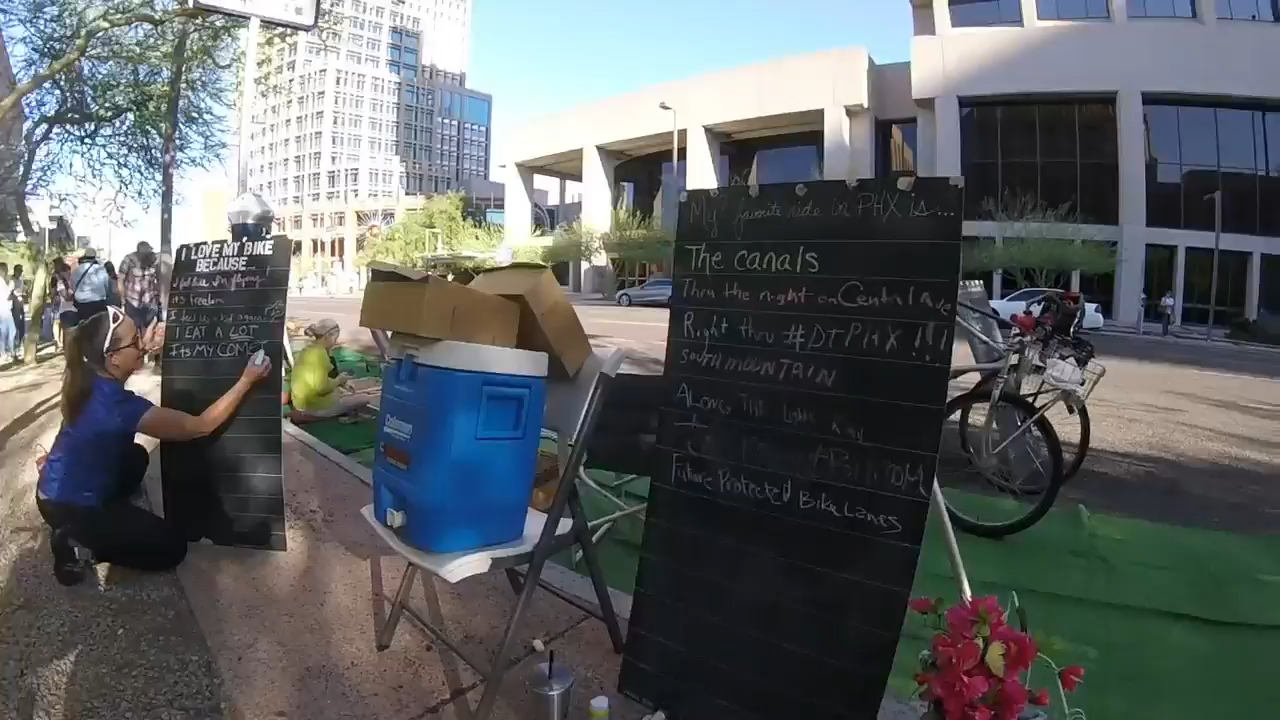 I LOVE MY BIKE
BECAUSE...
its freedom
I EAT A LOT
Its MY COM
Coleman
My favorite ride in PHX is...
The canals
Thru the night on Central Ave
Right thru #DTPHX !!!
SOUTH MOUNTAIN
ALONG THE
Future Protected Bike Lanes